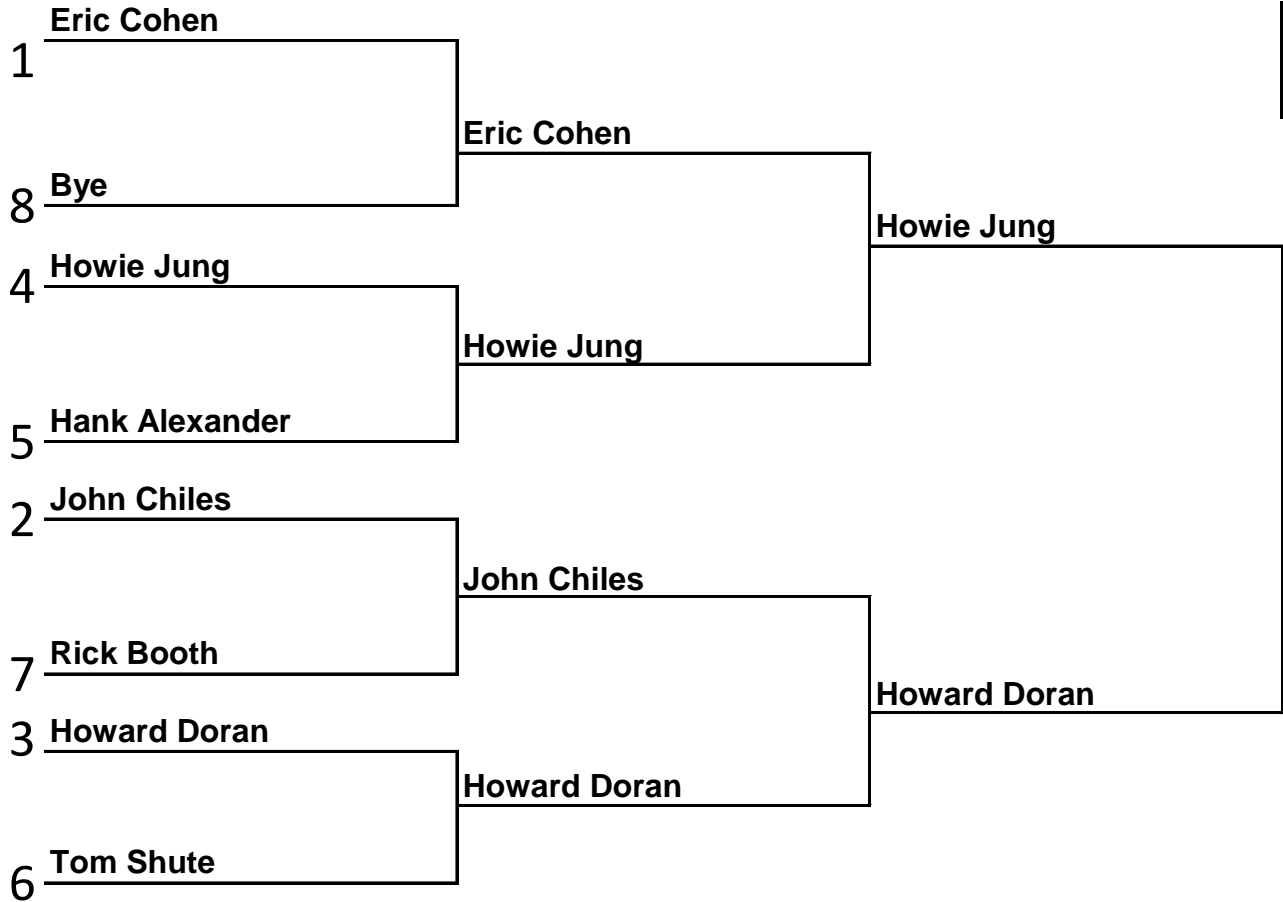 Eric Cohen
1
Eric Cohen
8 Bye
Howie Jung
4 Howie Jung
Howie Jung
5 Hank Alexander
2 John Chiles
John Chiles
7 Rick Booth
Howard Doran
3 Howard Doran
Howard Doran
6 Tom Shute